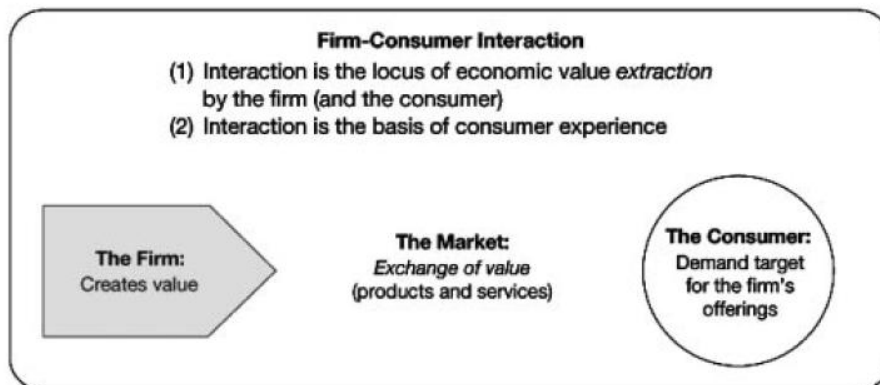 Firm-Consumer Interaction
(1) Interaction is the locus of economic value extraction
by the firm (and the consumer)
(2) Interaction is the basis of consumer experience
The Firm:
Creates value
The Market:
Exchange of value
(products and services)
The Consumer:
Demand target
for the firm's
offerings